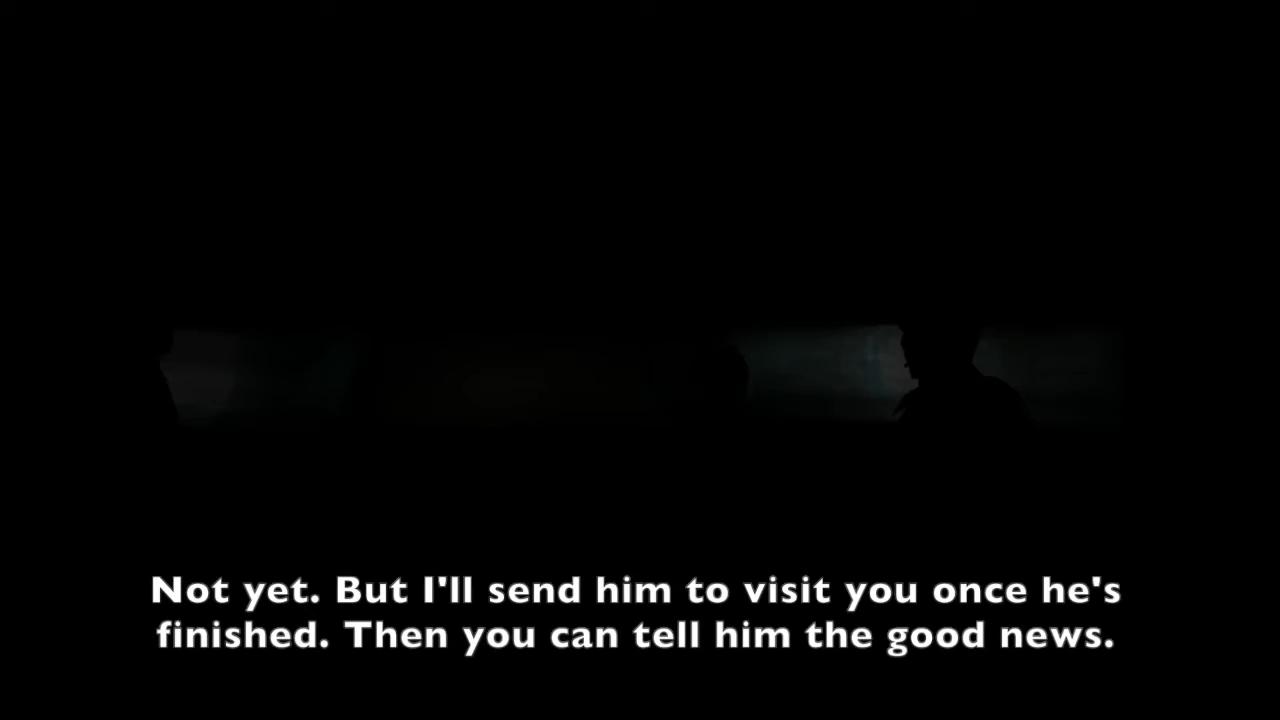 Not yet. But I'll send him to visit you once he's
finished. Then you can tell him the good news.